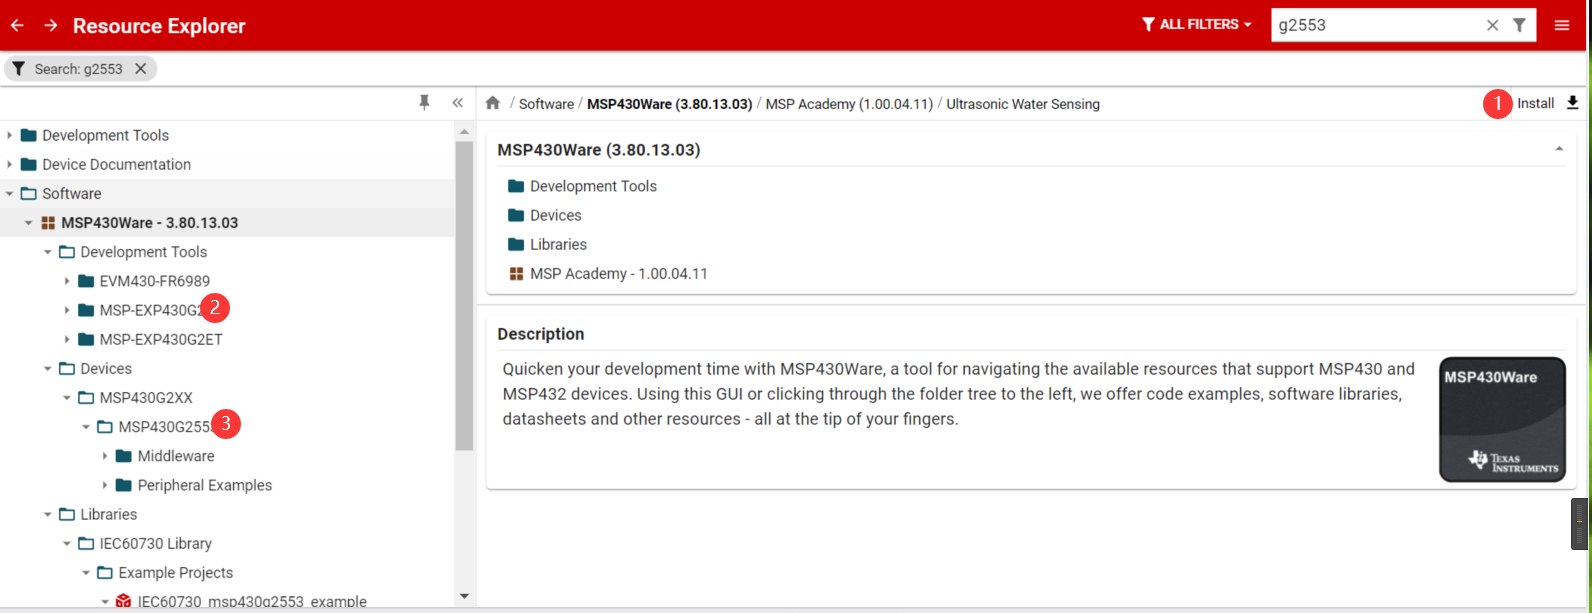 Resource Explorer
ALL FILTERS
g2553
Search: g2553
/ Software / MSP430Ware (3.80.13.03) / MSP Academy (1.00.04.11) / Ultrasonic Water Sensing
1 Install
Development Tools
Device Documentation
Software
MSP430Ware - 3.80.13.03
Development Tools
EVM430-FR6989
MSP-EXP430G2 2
MSP-EXP430G2ET
Devices
MSP430G2XX
MSP430G255 3
Middleware
Peripheral Examples
Libraries
IEC60730 Library
Example Projects
IEC60730_msp430g2553_example
MSP430Ware (3.80.13.03)
Development Tools
Devices
Libraries
MSP Academy - 1.00.04.11
Description
Quicken your development time with MSP430Ware, a tool for navigating the available resources that support MSP430 and
MSP432 devices. Using this GUI or clicking through the folder tree to the left, we offer code examples, software libraries,
datasheets and other resources - all at the tip of your fingers.
MSP430Ware
TEXAS
INSTRUMENTS